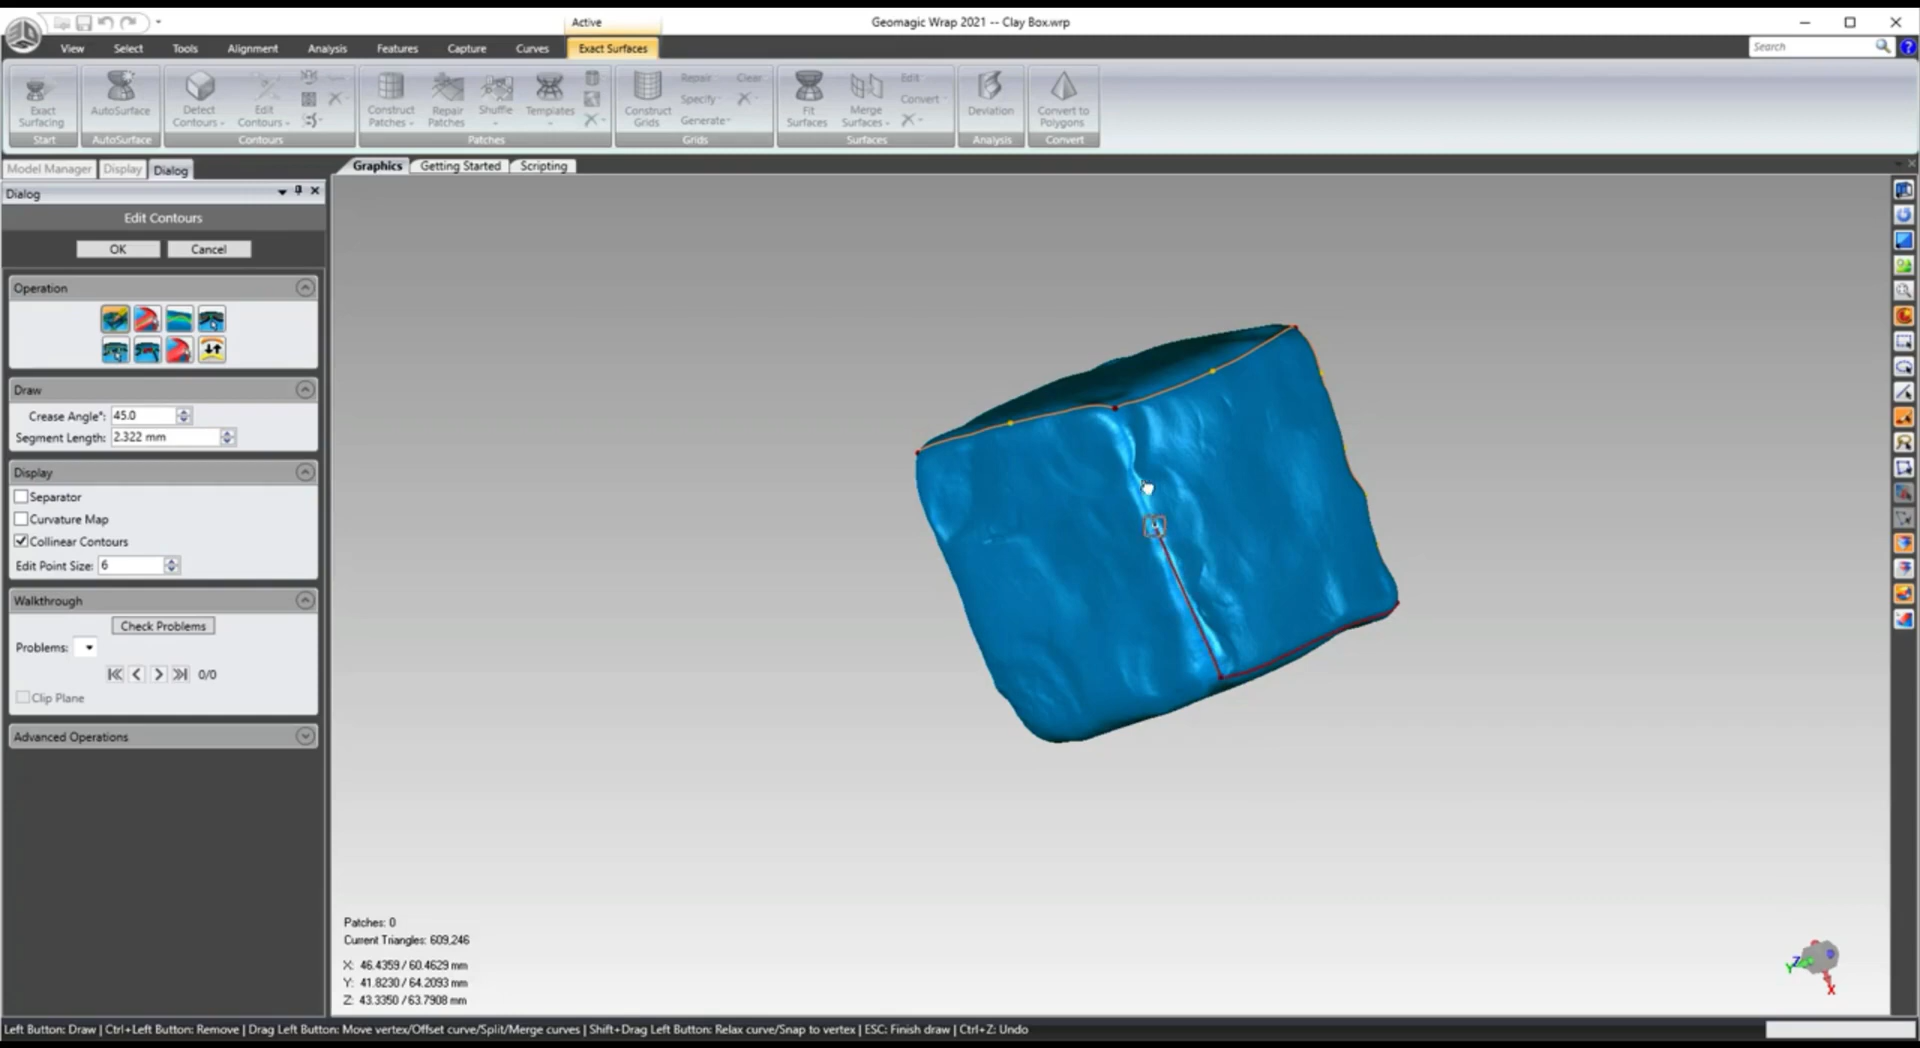 Active
Geomagic Wrap 2021 -- Clay Box.wrp
View Select Tools Alignment Analysis Features Capture Curves Exact Surfaces
Search
Exact Surfacing
AutoSurface
Detect Contours
Edit Contours
Construct Patches
Repair Patches
Shuffle
Templates
Construct Grids
Repair
Specify
Generate
Clear
Fit Surfaces
Merge Surfaces
Edit
Convert
Deviation
Convert to Polygons
Start AutoSurface Contours Patches Grids Surfaces Analysis Convert
Model Manager Display Dialog
Graphics Getting Started Scripting
Dialog
Edit Contours
OK Cancel
Operation
Draw
Crease Angle°: 45.0
Segment Length: 2.322 mm
Display
Separator
Curvature Map
Collinear Contours
Edit Point Size: 6
Walkthrough
Check Problems
Problems:
0/0
Clip Plane
Advanced Operations
Patches: 0
Current Triangles: 609,246
X: 46.4359 / 60.4629 mm
Y: 41.8230 / 64.2093 mm
Z: 43.3350 / 63.7908 mm
Z
Y
X
Left Button: Draw | Ctrl+Left Button: Remove | Drag Left Button: Move vertex/Offset curve/Split/Merge curves | Shift+Drag Left Button: Relax curve/Snap to vertex | ESC: Finish draw | Ctrl+Z: Undo